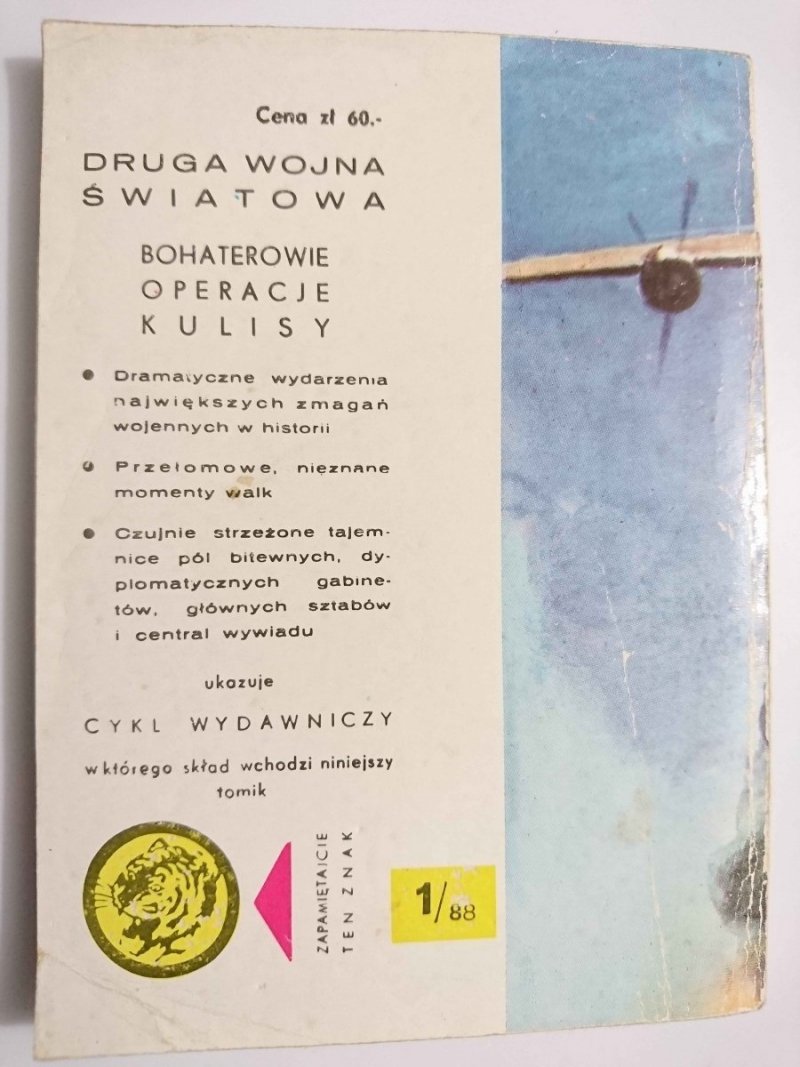 Cena zł 60.-
DRUGA WOJNA
ŚWIATOWA
BOHATEROWIE
OPERACJE
KULISY
Dramatyczne wydarzenia
największych zmagań
wojennych w historii
Przełomowe, nieznane
momenty walk
Czujnie strzeżone tajem-
nice pól bitewnych, dy-
plomatycznych gabine-
tów, głównych sztabów
i central wywiadu
ukazuje
CYKL WYDAWNICZY
w którego skład wchodzi niniejszy
tomik
ZAPAMIĘTAJCIE
TEN ZNAK
1/88